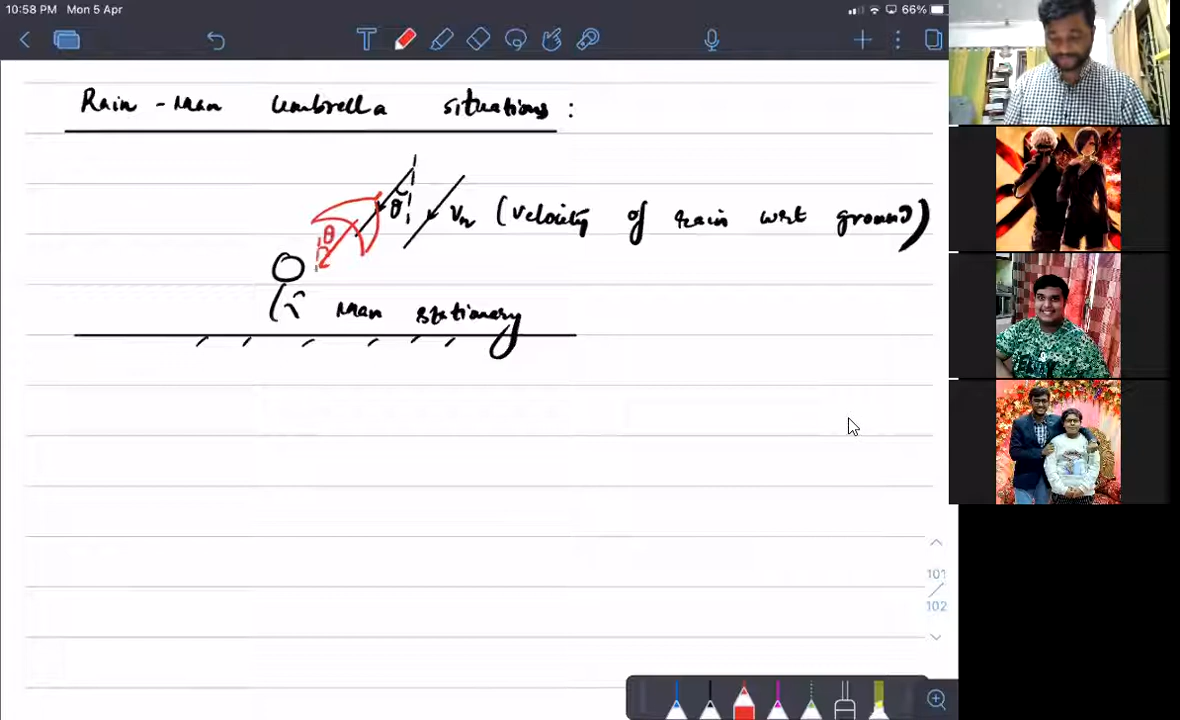 10:58 PM Mon 5 Apr
66%
Rain - Man Umbrella situations :
θ
θ
Vr (velocity of rain wrt ground)
Man stationary
101
102